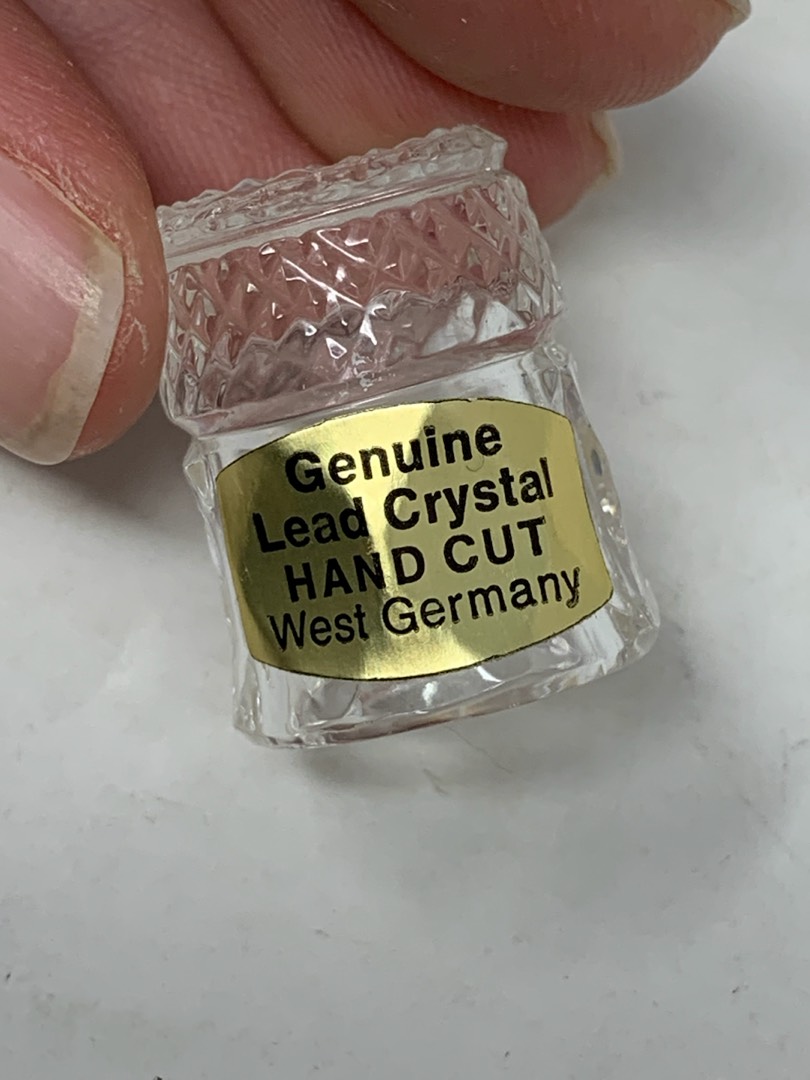 Genuine
Lead Crystal
HAND CUT
West Germany